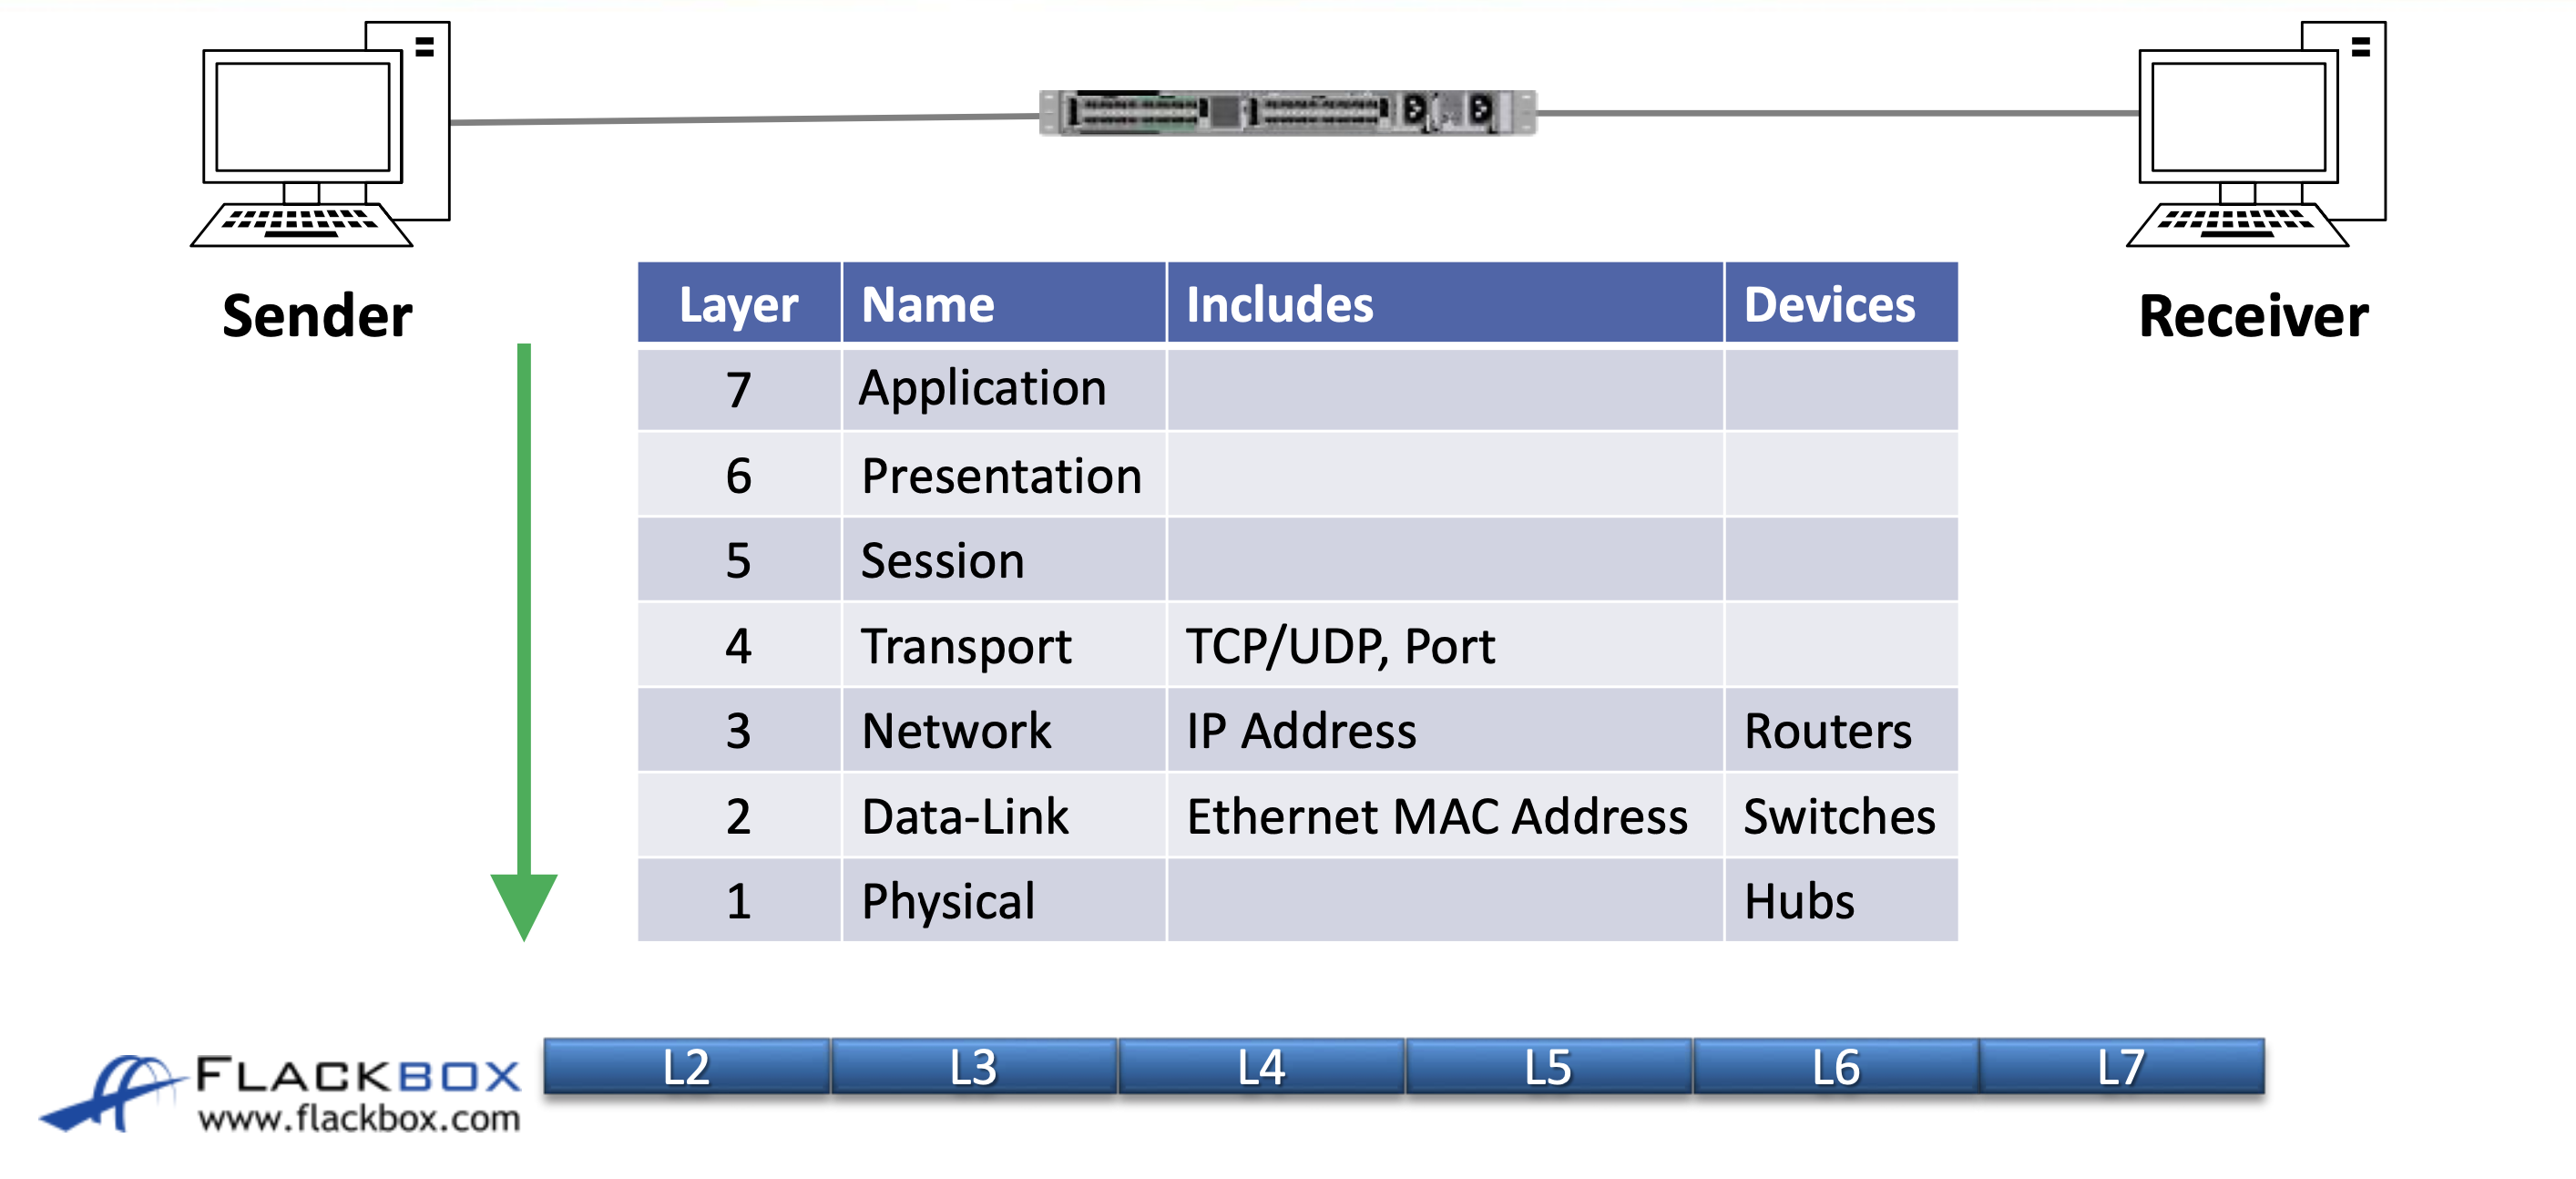 Sender
Receiver
Layer Name Includes Devices
7 Application
6 Presentation
5 Session
4 Transport TCP/UDP, Port
3 Network IP Address Routers
2 Data-Link Ethernet MAC Address Switches
1 Physical Hubs
L2 L3 L4 L5 L6 L7
FLACKBOX
www.flackbox.com